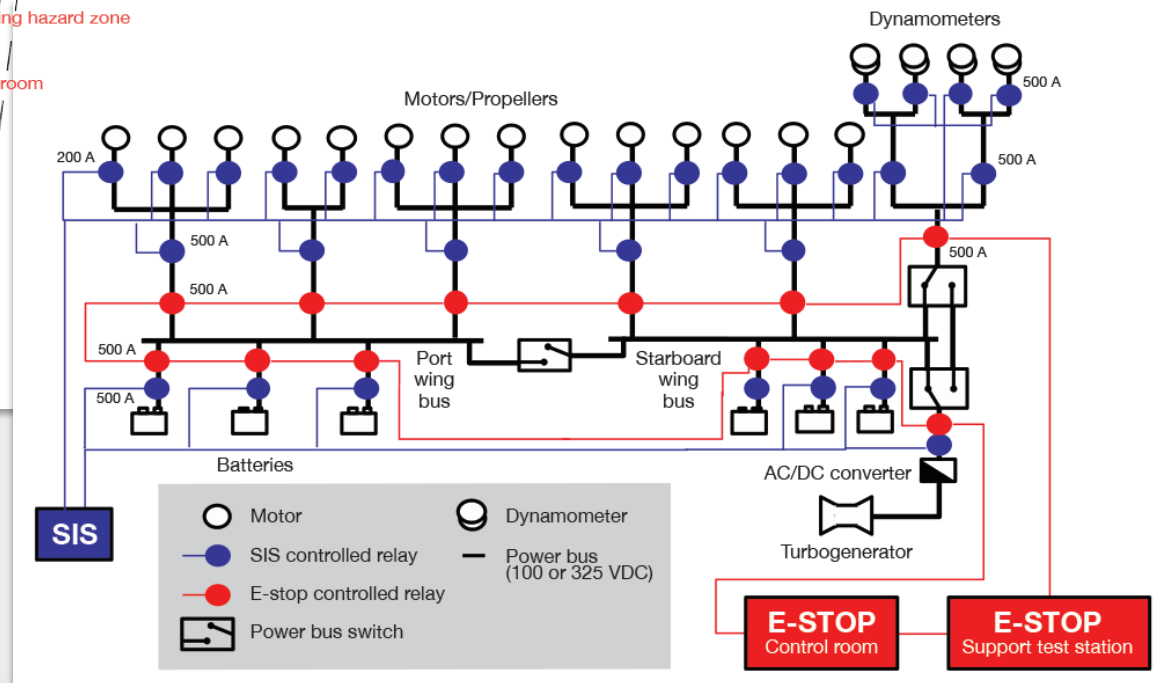 ing hazard zone
room
Dynamometers
Motors/Propellers
500 A
200 A
500 A
500 A
500 A
500 A
500 A
Port
wing
bus
Starboard
wing
bus
500 A
Batteries
AC/DC converter
Turbogenerator
SIS
Motor
Dynamometer
SIS controlled relay
Power bus
(100 or 325 VDC)
E-stop controlled relay
Power bus switch
E-STOP
Control room
E-STOP
Support test station